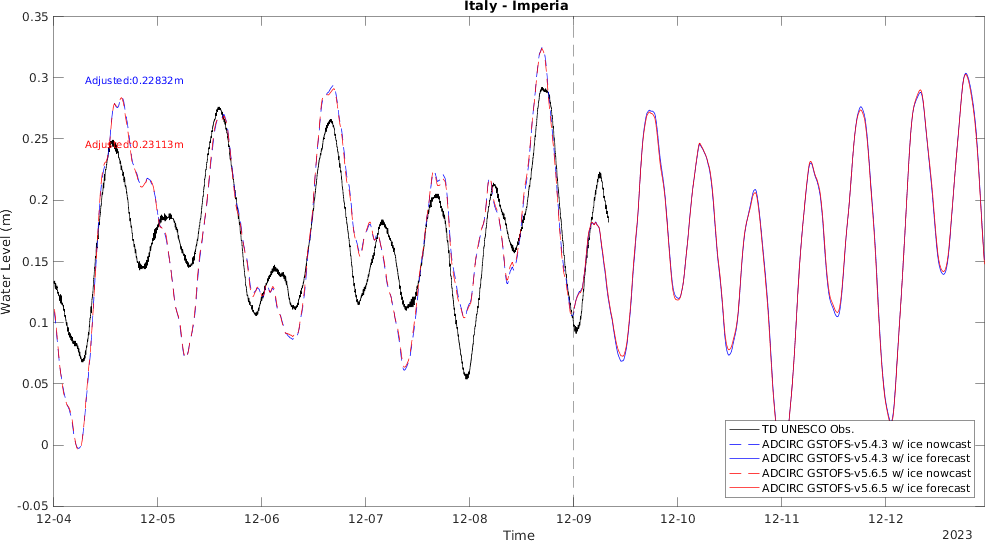 Italy - Imperia
0.35
0.3
0.25
0.2
0.15
0.1
0.05
0
-0.05
Water Level (m)
Adjusted:0.22832m
Adjusted:0.23113m
TD UNESCO Obs.
ADCIRC GSTOFS-v5.4.3 w/ ice nowcast
ADCIRC GSTOFS-v5.4.3 w/ ice forecast
ADCIRC GSTOFS-v5.6.5 w/ ice nowcast
ADCIRC GSTOFS-v5.6.5 w/ ice forecast
12-04 12-05 12-06 12-07 12-08 12-09 12-10 12-11 12-12
Time
2023